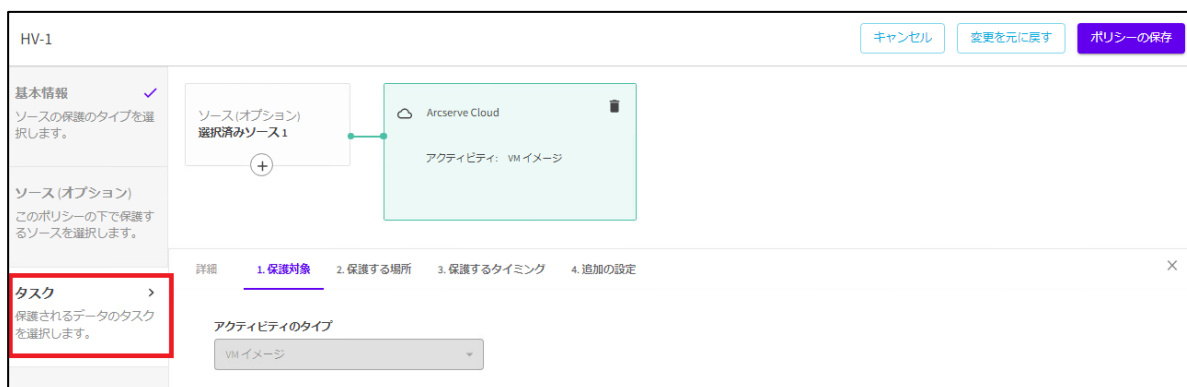 HV-1
キャンセル
変更を元に戻す
ポリシーの保存
基本情報
ソースの保護のタイプを選
択します。
ソース (オプション)
このポリシーの下で保護す
るソースを選択します。
タスク
保護されるデータのタスク
を選択します。
ソース (オプション)
選択済みソース 1
Arcserve Cloud
アクティビティ: VM イメージ
詳細
1. 保護対象
2. 保護する場所
3. 保護するタイミング
4. 追加の設定
アクティビティのタイプ
VM イメージ